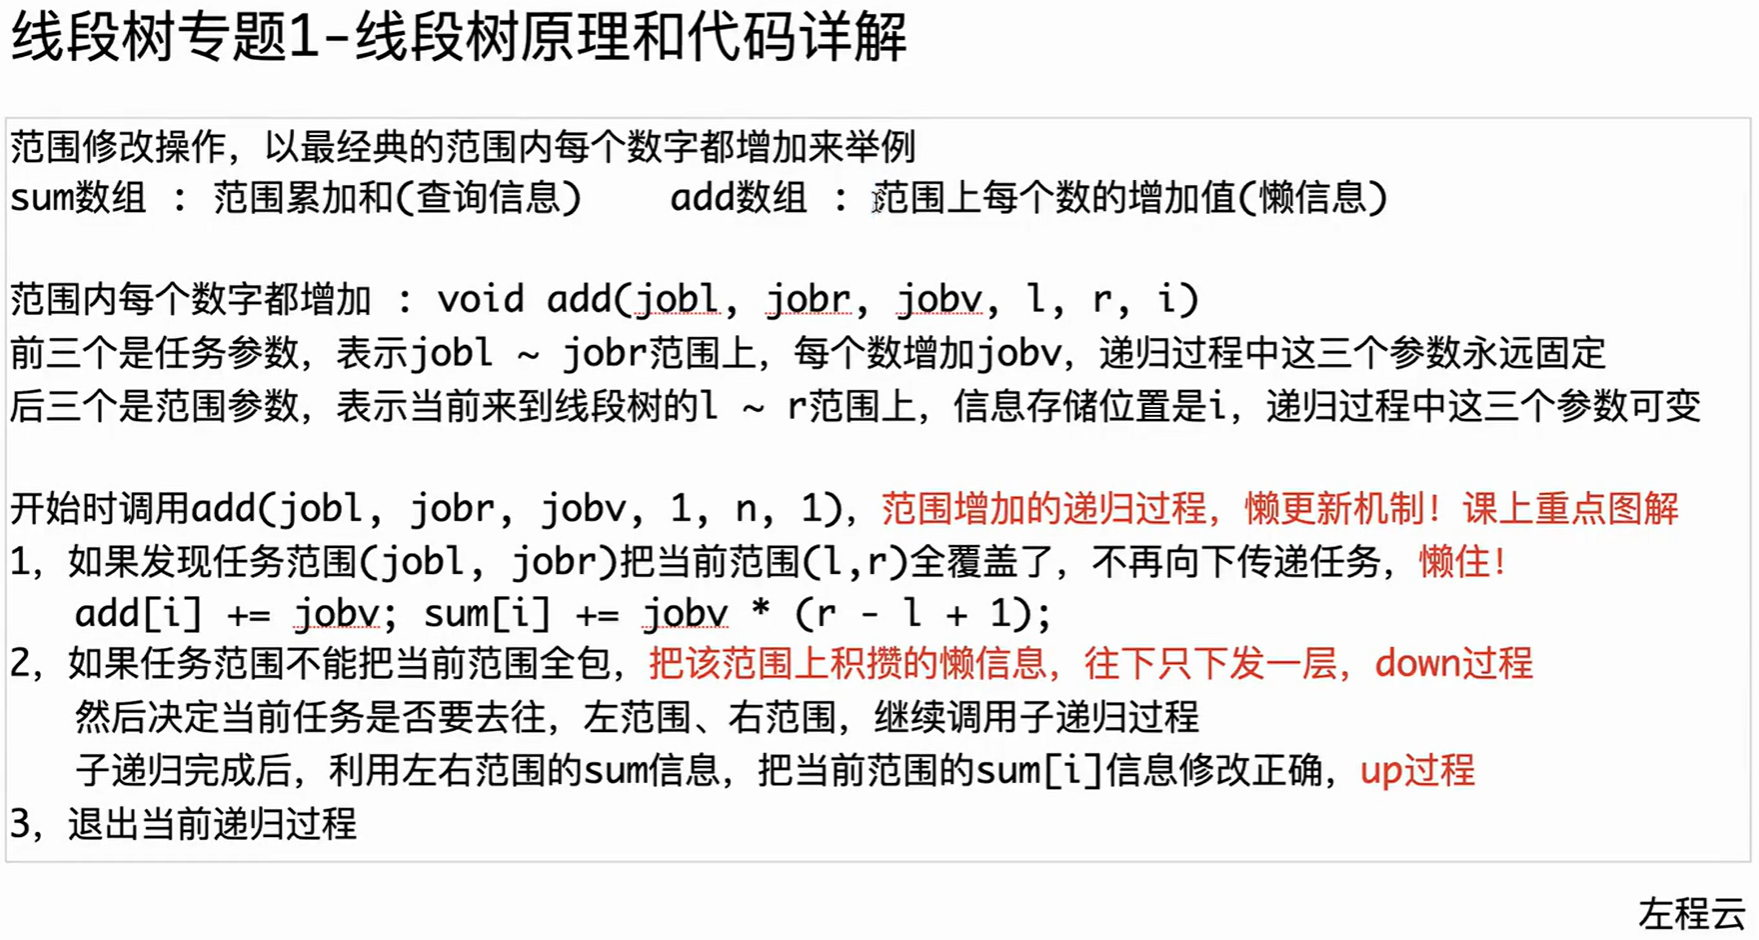 线段树专题1-线段树原理和代码详解
范围修改操作，以最经典的范围内每个数字都增加来举例
sum数组 : 范围累加和(查询信息)    add数组 : 范围上每个数的增加值(懒信息)
范围内每个数字都增加 : void add(jobl, jobr, jobv, l, r, i)
前三个是任务参数，表示jobl ~ jobr范围上，每个数增加jobv，递归过程中这三个参数永远固定
后三个是范围参数，表示当前来到线段树的l ~ r范围上，信息存储位置是i，递归过程中这三个参数可变
开始时调用add(jobl, jobr, jobv, 1, n, 1)，范围增加的递归过程，懒更新机制！课上重点图解
1，如果发现任务范围(jobl, jobr)把当前范围(l,r)全覆盖了，不再向下传递任务，懒住！
add[i] += jobv; sum[i] += jobv * (r - l + 1);
2，如果任务范围不能把当前范围全包，把该范围上积攒的懒信息，往下只下发一层，down过程
然后决定当前任务是否要去往，左范围、右范围，继续调用子递归过程
子递归完成后，利用左右范围的sum信息，把当前范围的sum[i]信息修改正确，up过程
3，退出当前递归过程
左程云